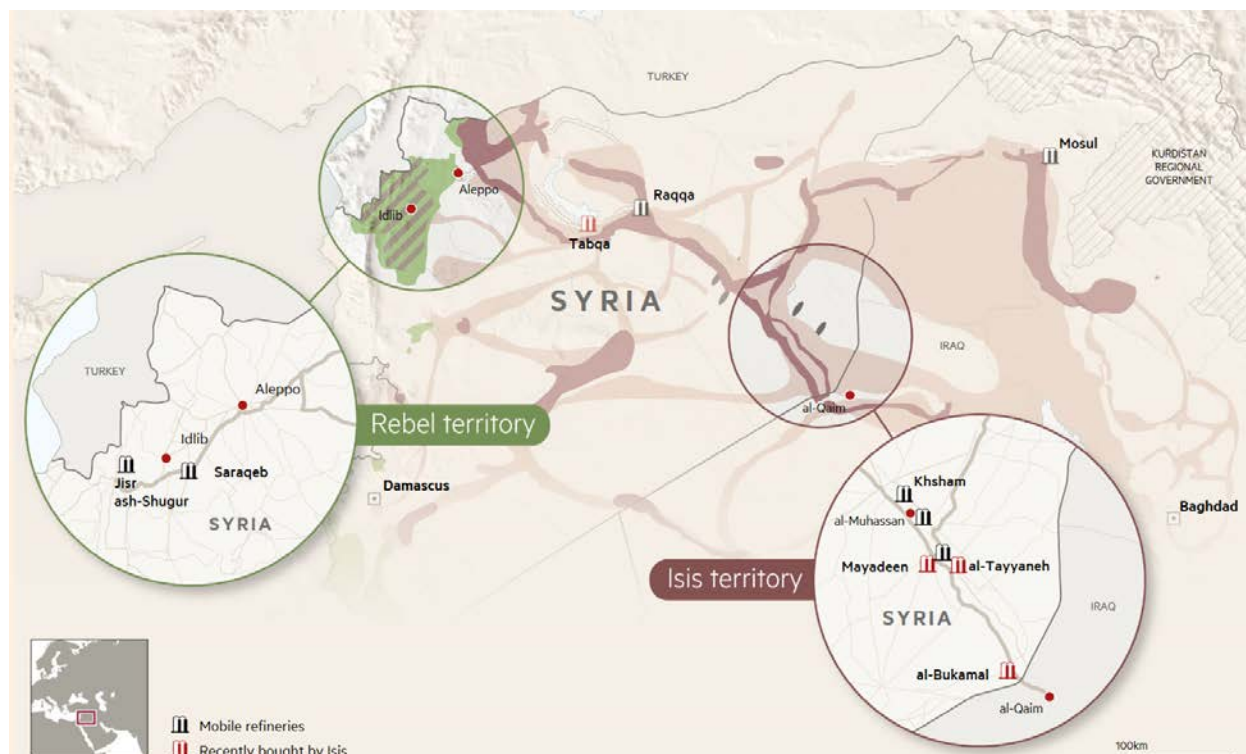 TURKEY
Mosul
KURDISTAN
REGIONAL
GOVERNMENT
Aleppo
Raqqa
Idlib
Tabqa
SYRIA
IRAQ
al-Qaim
TURKEY
Aleppo
Rebel territory
Idlib
Saraqeb
Jisr
ash-Shugur
SYRIA
Damascus
Baghdad
Isis territory
Khsham
al-Muhassan
Mayadeen
al-Tayyaneh
IRAQ
SYRIA
al-Bukamal
al-Qaim
Mobile refineries
Recently bought by Isis
100km